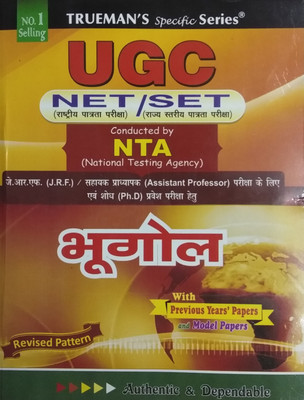 NO. 1
Selling
TRUEMAN'S Specific Series®
UGC
NET/SET
(राष्ट्रीय पात्रता परीक्षा) (राज्य स्तरीय पात्रता परीक्षा)
Conducted by
NTA
(National Testing Agency)
जे.आर.एफ. (J.R.F.) / सहायक प्राध्यापक (Assistant Professor) परीक्षा के लिए
एवं शोध (Ph.D) प्रवेश परीक्षा हेतु
भूगोल
With
Previous Years' Papers
and Model Papers
Revised Pattern
Authentic & Dependable